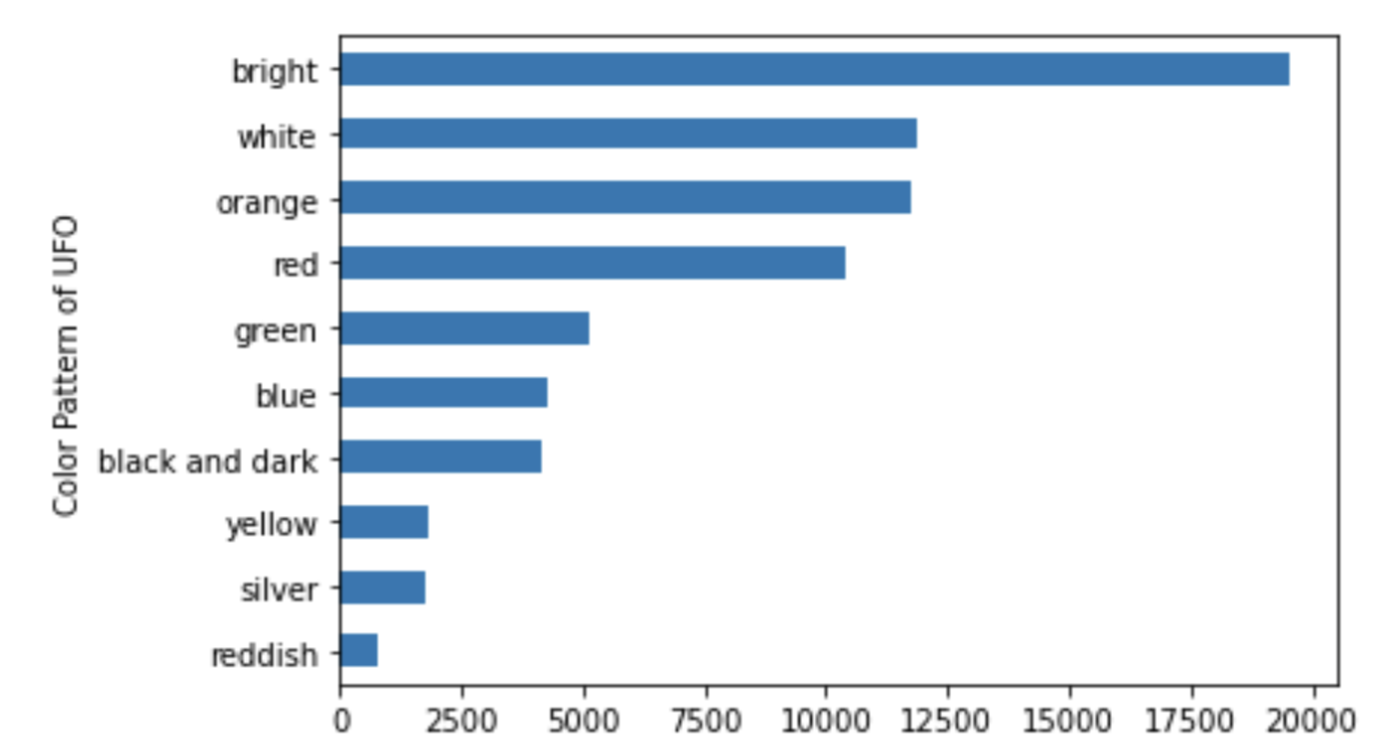 Color Pattern of UFO
bright
white
orange
red
green
blue
black and dark
yellow
silver
reddish
0 2500 5000 7500 10000 12500 15000 17500 20000